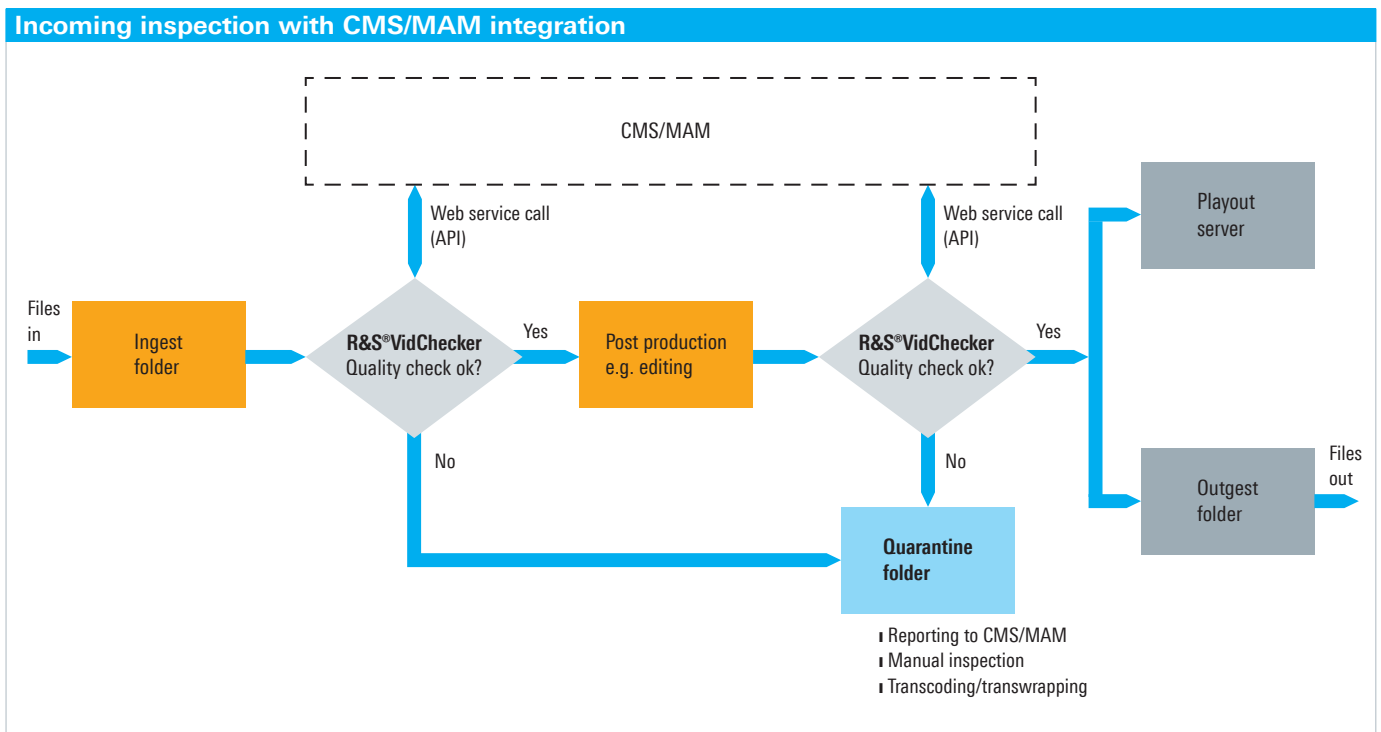 Incoming inspection with CMS/MAM integration
CMS/MAM
Web service call
(API)
Web service call
(API)
Playout
server
Files
in
Ingest
folder
R&S®VidChecker
Quality check ok?
Yes
Post production
e.g. editing
R&S®VidChecker
Quality check ok?
Yes
No
No
Files
out
Outgest
folder
Quarantine
folder
Reporting to CMS/MAM
Manual inspection
Transcoding/transwrapping